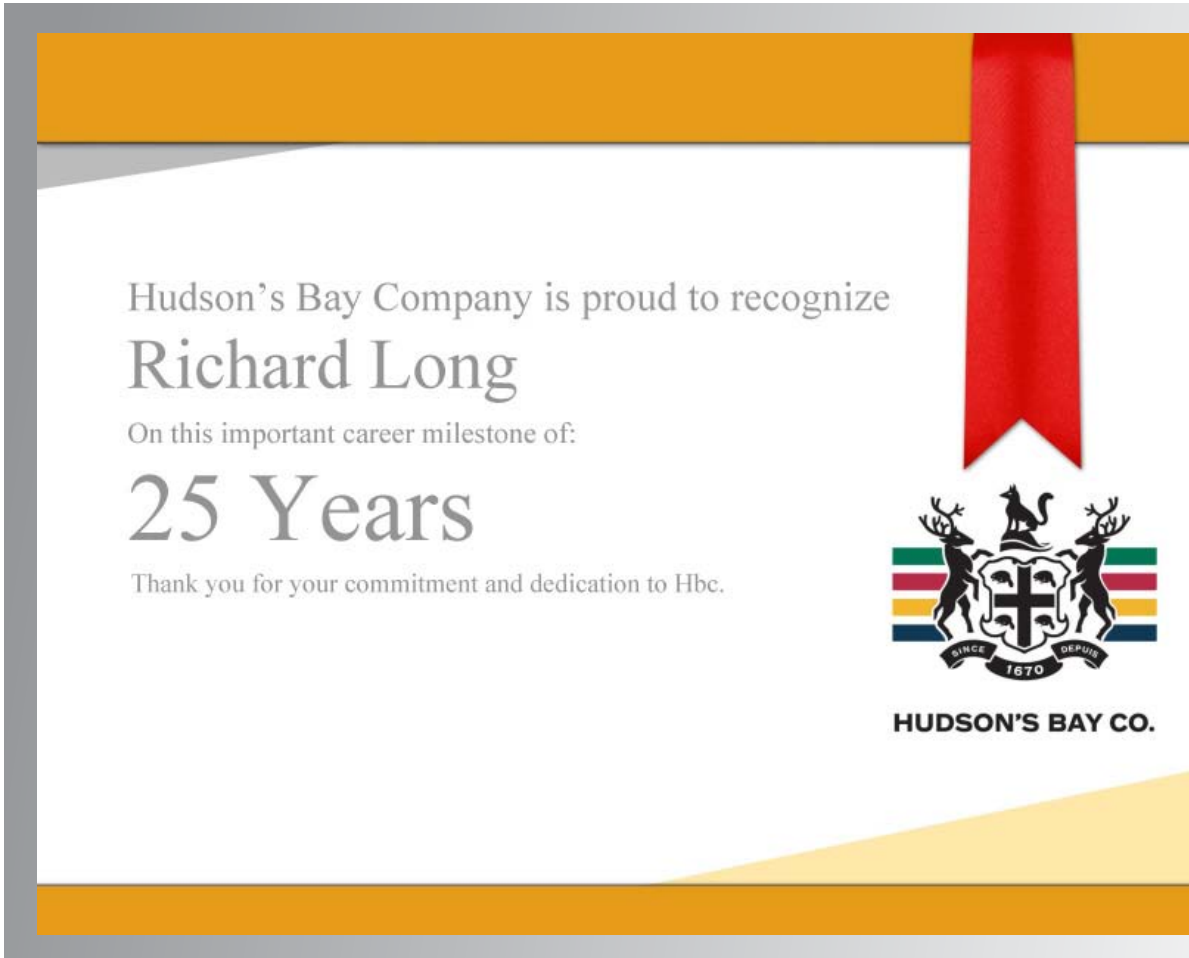 Hudson’s Bay Company is proud to recognize
Richard Long
On this important career milestone of:
25 Years
Thank you for your commitment and dedication to Hbc.
SINCE 1670 DEPUIS
HUDSON’S BAY CO.